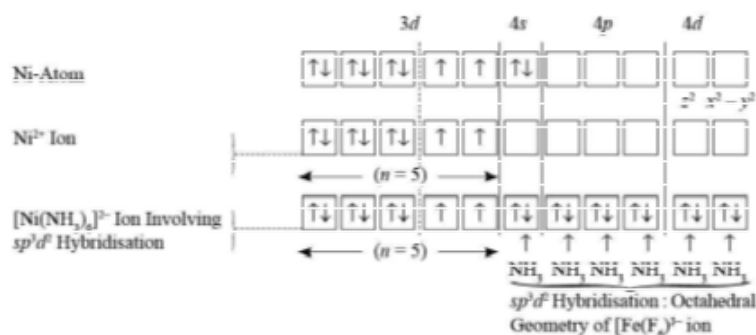 3d 4s 4p 4d
Ni-Atom ↑↓ ↑↓ ↑↓ ↑ ↑ ↑↓
z² x² – y²
Ni²⁺ Ion ↑↓ ↑↓ ↑↓ ↑ ↑
(n = 5)
[Ni(NH₃)₆]²⁻ Ion Involving ↑↓ ↑↓ ↑↓ ↑ ↑ ↑↓ ↑↓ ↑↓ ↑↓ ↑↓ ↑↓
sp³d² Hybridisation
(n = 5) ↑ ↑ ↑ ↑ ↑ ↑
NH₃ NH₃ NH₃ NH₃ NH₃ NH₃
sp³d² Hybridisation : Octahedral
Geometry of [Fe(F₆)³⁻ ion